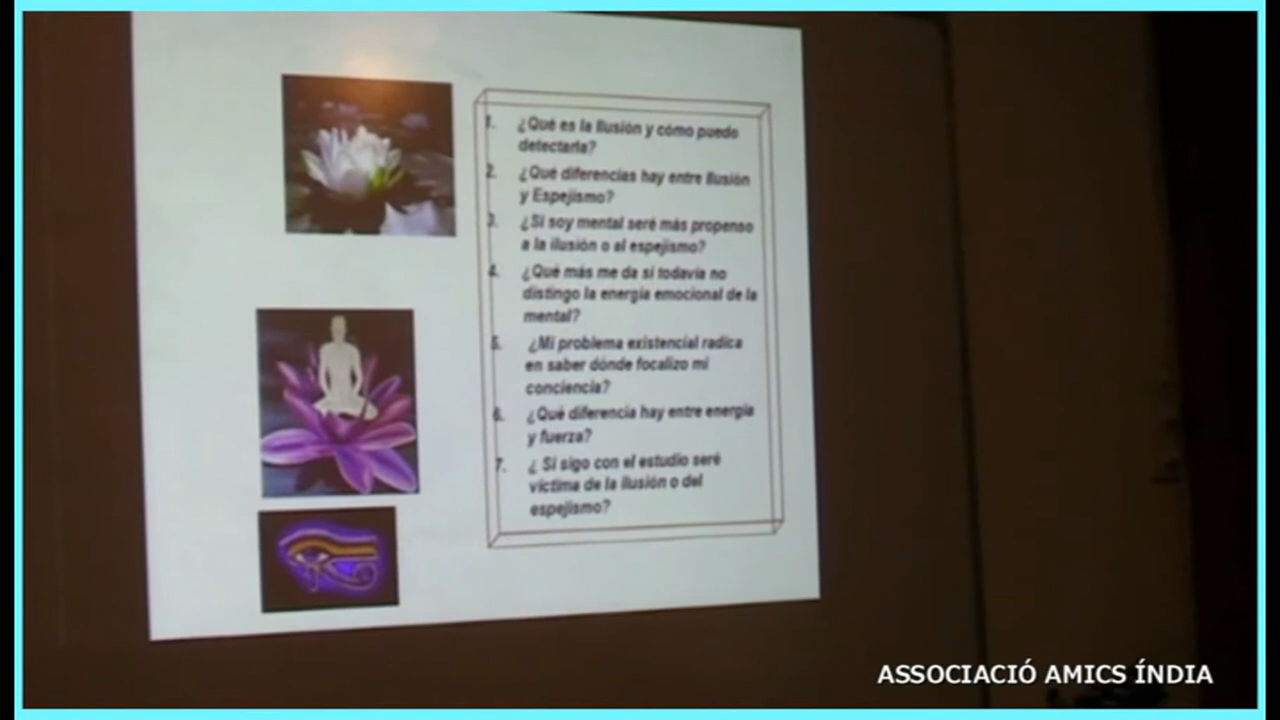 1. ¿Qué es la Ilusión y cómo puedo
detectarla?
2. ¿Qué diferencias hay entre Ilusión
y Espejismo?
3. ¿Si soy mental seré más propenso
a la ilusión o al espejismo?
4. ¿Qué más me da si todavía no
distingo la energía emocional de la
mental?
5. ¿Mi problema existencial radica
en saber dónde focalizo mi
conciencia?
6. ¿Qué diferencia hay entre energía
y fuerza?
7. ¿ Si sigo con el estudio seré
víctima de la ilusión o del
espejismo?
ASSOCIACIÓ AMICS ÍNDIA